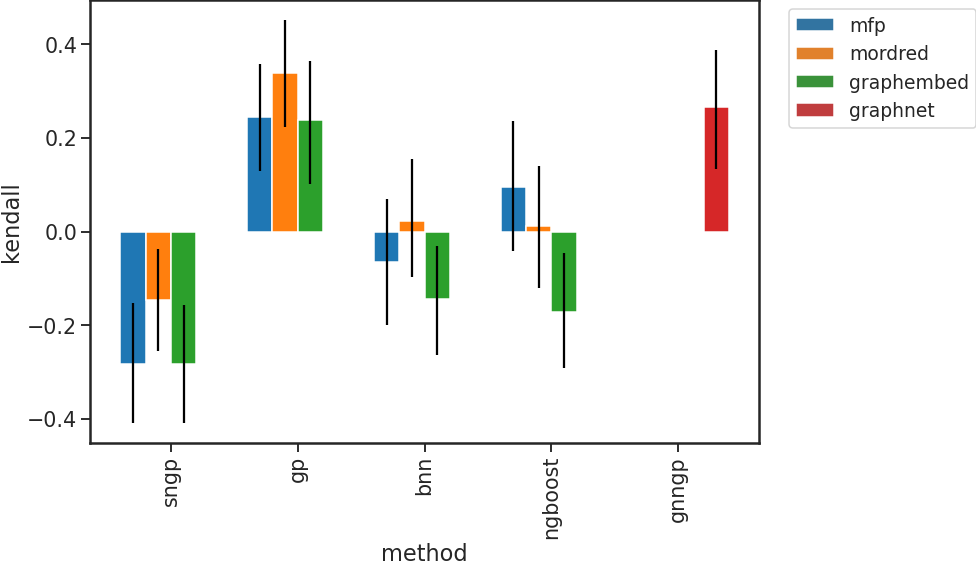 mfp
mordred
graphembed
graphnet
0.4
0.2
0.0
−0.2
−0.4
kendall
sngp
gp
bnn
ngboost
gnngp
method